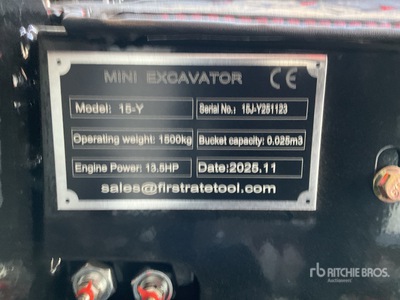 MINI EXCAVATOR CE
Model: 15-Y Serial No.: 15J-Y251123
Operating weight: 1500kg Bucket capacity: 0.025m3
Engine Power: 13.5HP Date:2025.11
sales@firstratetool.com
rb RITCHIE BROS.
Auctioneers